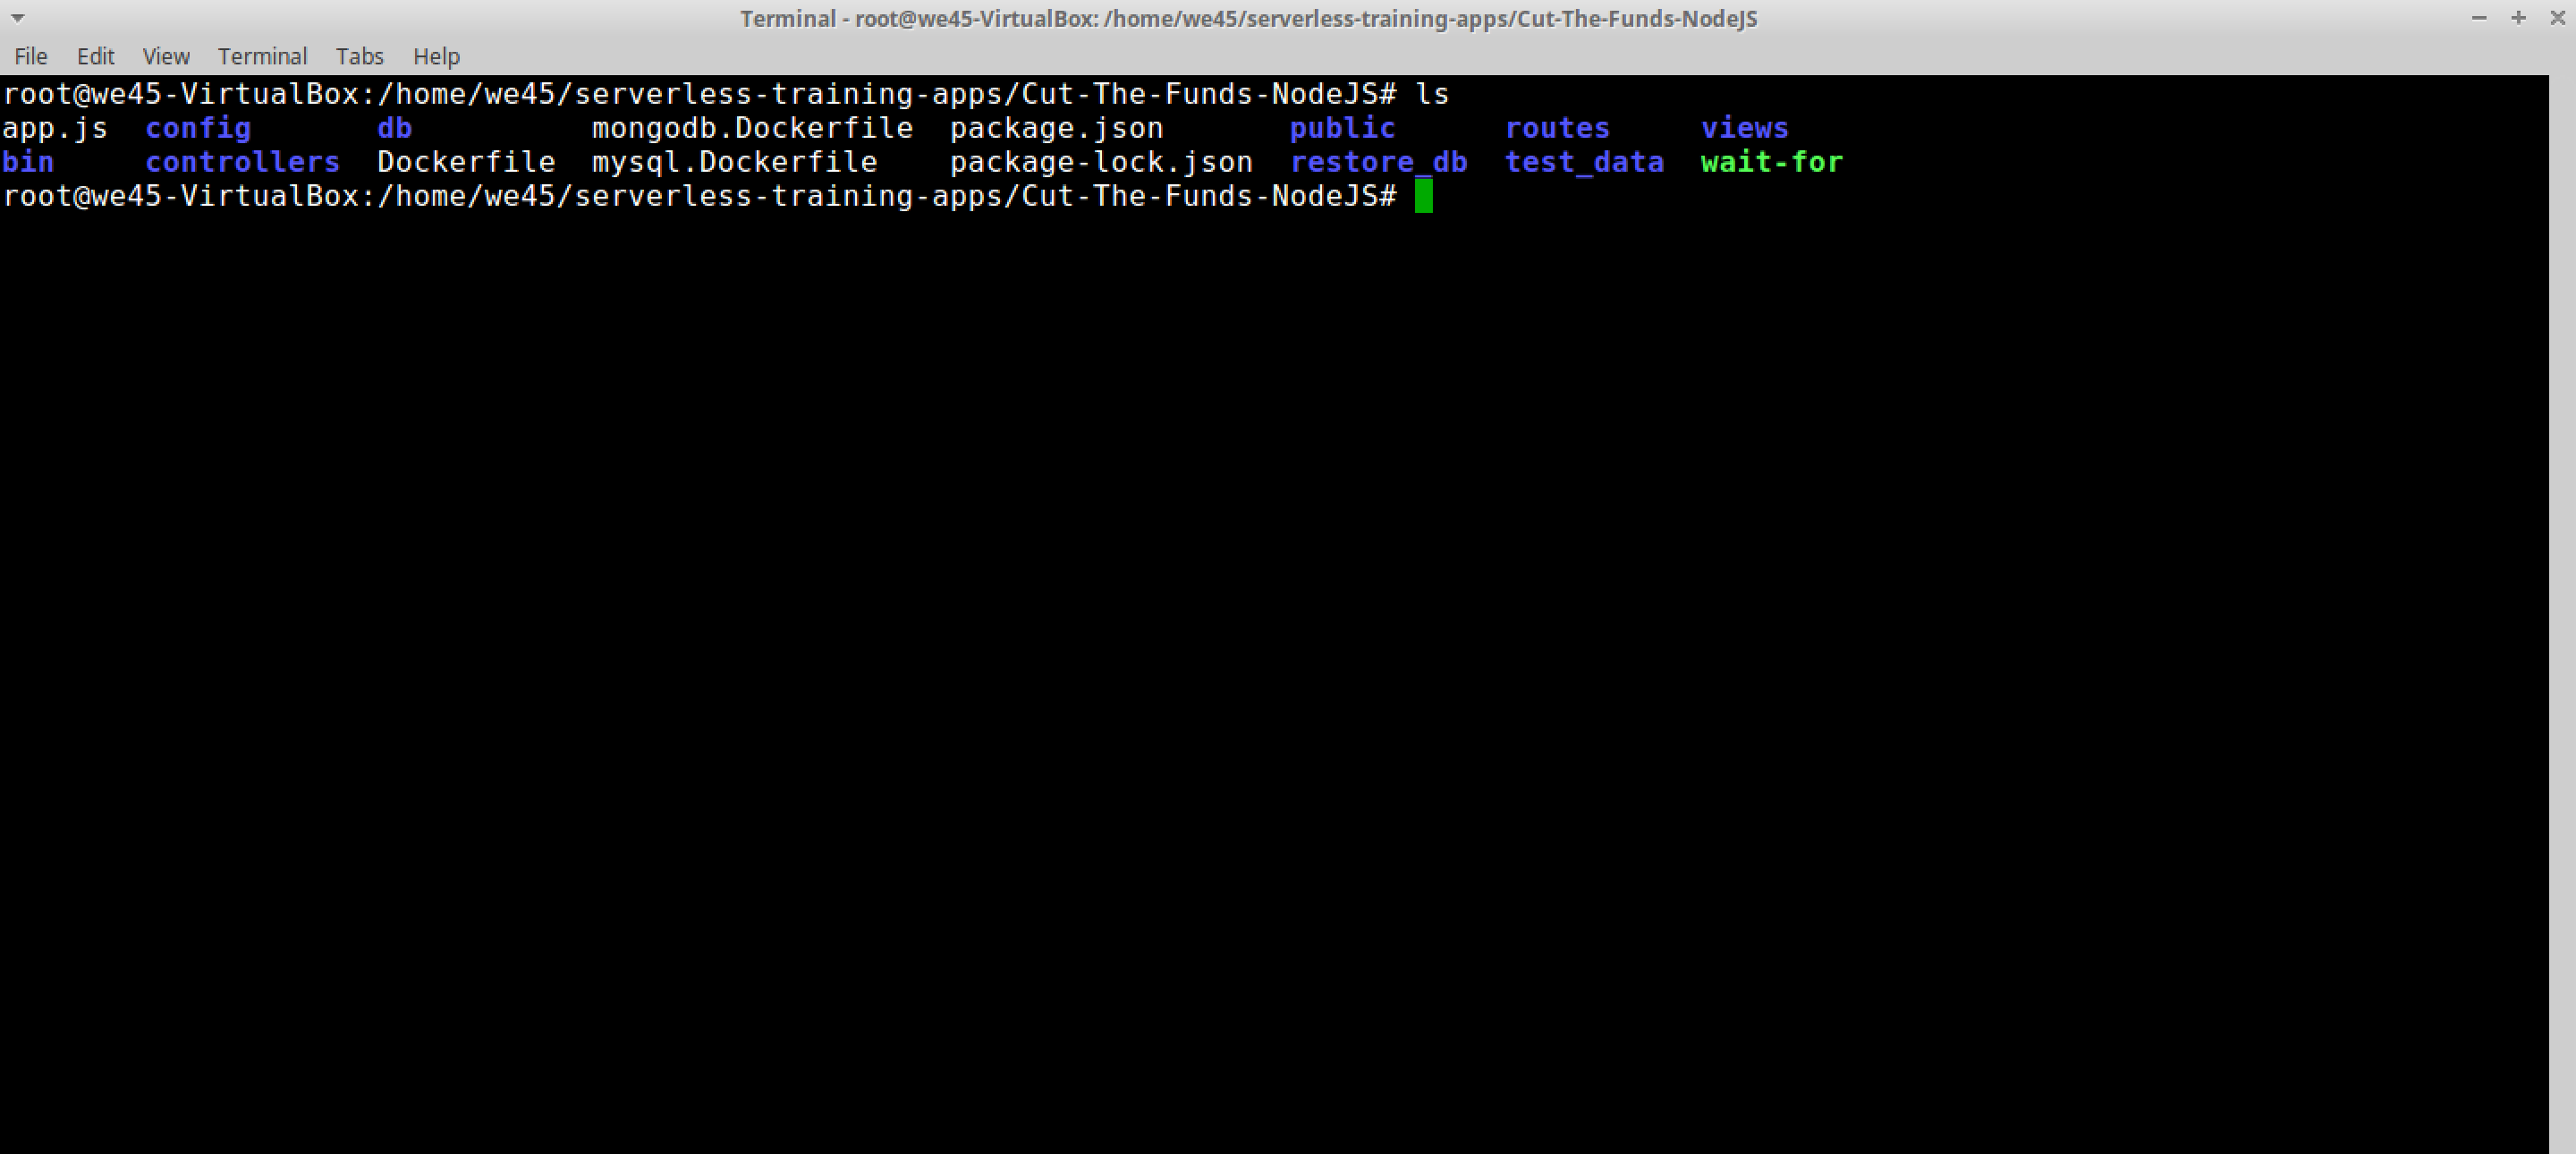 Terminal - root@we45-VirtualBox: /home/we45/serverless-training-apps/Cut-The-Funds-NodeJS
File Edit View Terminal Tabs Help
root@we45-VirtualBox:/home/we45/serverless-training-apps/Cut-The-Funds-NodeJS# ls
app.js  config       db          mongodb.Dockerfile  package.json       public      routes     views
bin     controllers  Dockerfile  mysql.Dockerfile    package-lock.json  restore_db  test_data  wait-for
root@we45-VirtualBox:/home/we45/serverless-training-apps/Cut-The-Funds-NodeJS#